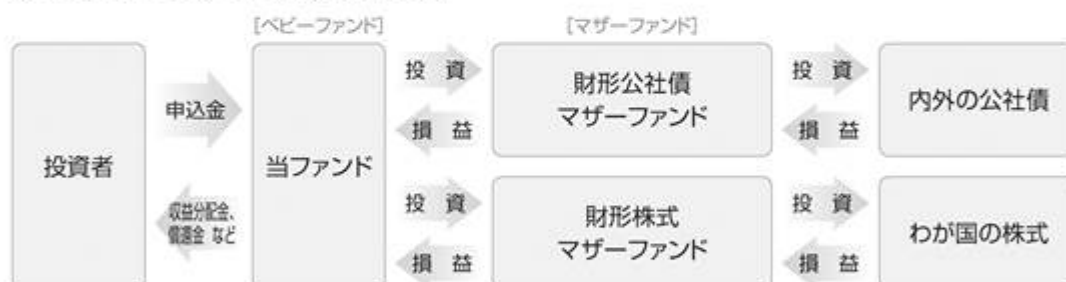 [ベビーファンド]
[マザーファンド]
投資者
申込金
収益分配金、
償還金 など
当ファンド
投 資
損 益
財形公社債
マザーファンド
投 資
損 益
内外の公社債
投 資
損 益
財形株式
マザーファンド
投 資
損 益
わが国の株式